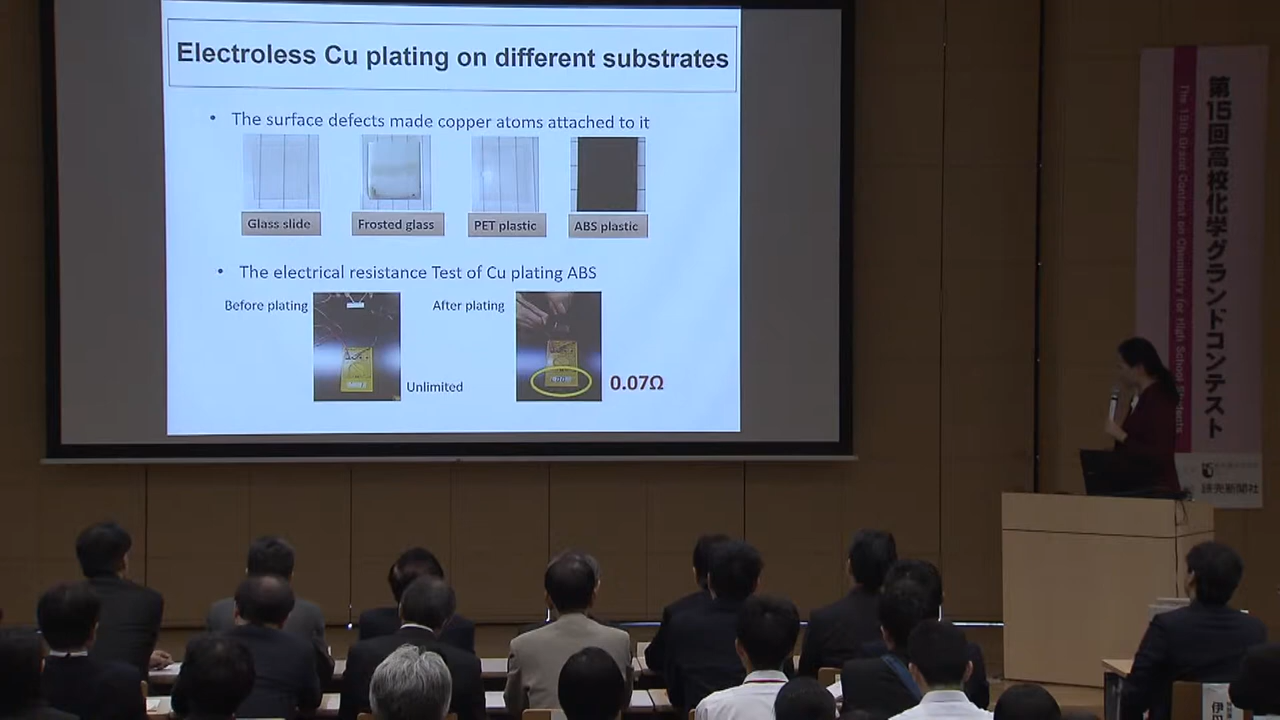 Electroless Cu plating on different substrates
• The surface defects made copper atoms attached to it
Glass slide
Frosted glass
PET plastic
ABS plastic
• The electrical resistance Test of Cu plating ABS
Before plating
Unlimited
After plating
0.07Ω
第15回高校化学グランドコンテスト
The 15th Grand Contest on Chemistry for High School Students
読売新聞社